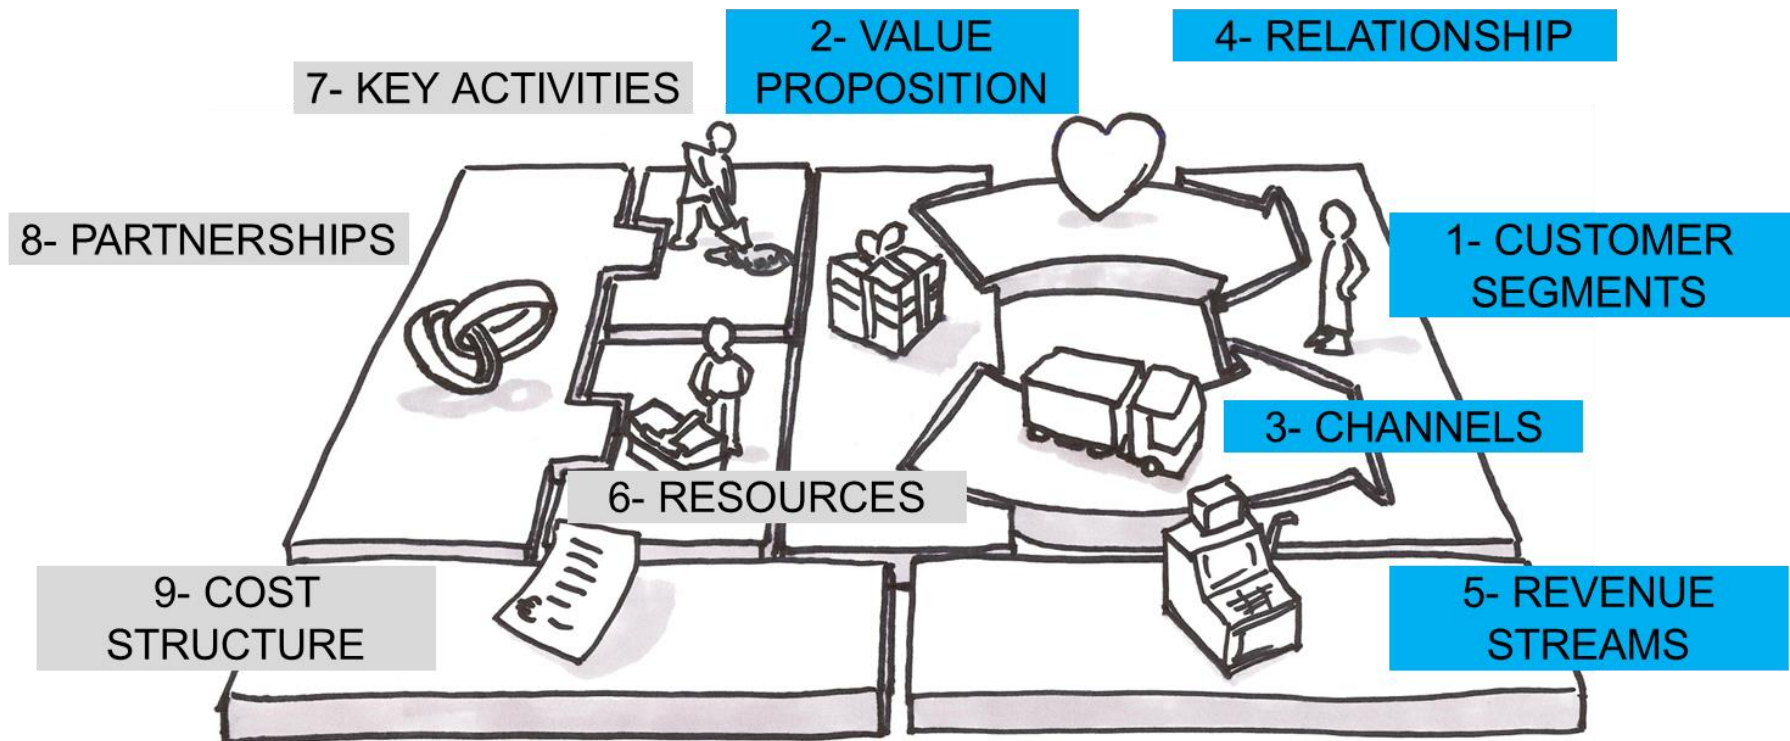 2- VALUE
PROPOSITION
4- RELATIONSHIP
7- KEY ACTIVITIES
8- PARTNERSHIPS
1- CUSTOMER
SEGMENTS
3- CHANNELS
6- RESOURCES
9- COST
STRUCTURE
5- REVENUE
STREAMS